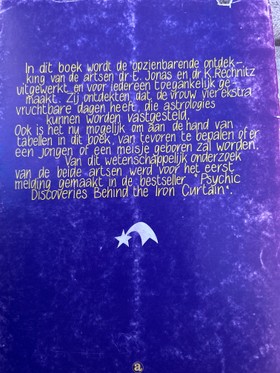 In dit boek wordt de opzienbarende ontdek-
king van de artsen dr E. Jonas en dr K. Rechnitz
uitgewerkt en voor iedereen toegankelijk ge-
maakt. Zij ontdekten dat de vrouw vier extra
vruchtbare dagen heeft, die astrologies
kunnen worden vastgesteld.
Ook is het nu mogelijk om aan de hand van
tabellen in dit boek, van tevoren te bepalen of er
een jongen of een meisje geboren zal worden.
Van dit wetenschappelijk onderzoek
van de beide artsen werd voor het eerst
melding gemaakt in de bestseller "Psychic
Discoveries Behind the Iron Curtain".
a.